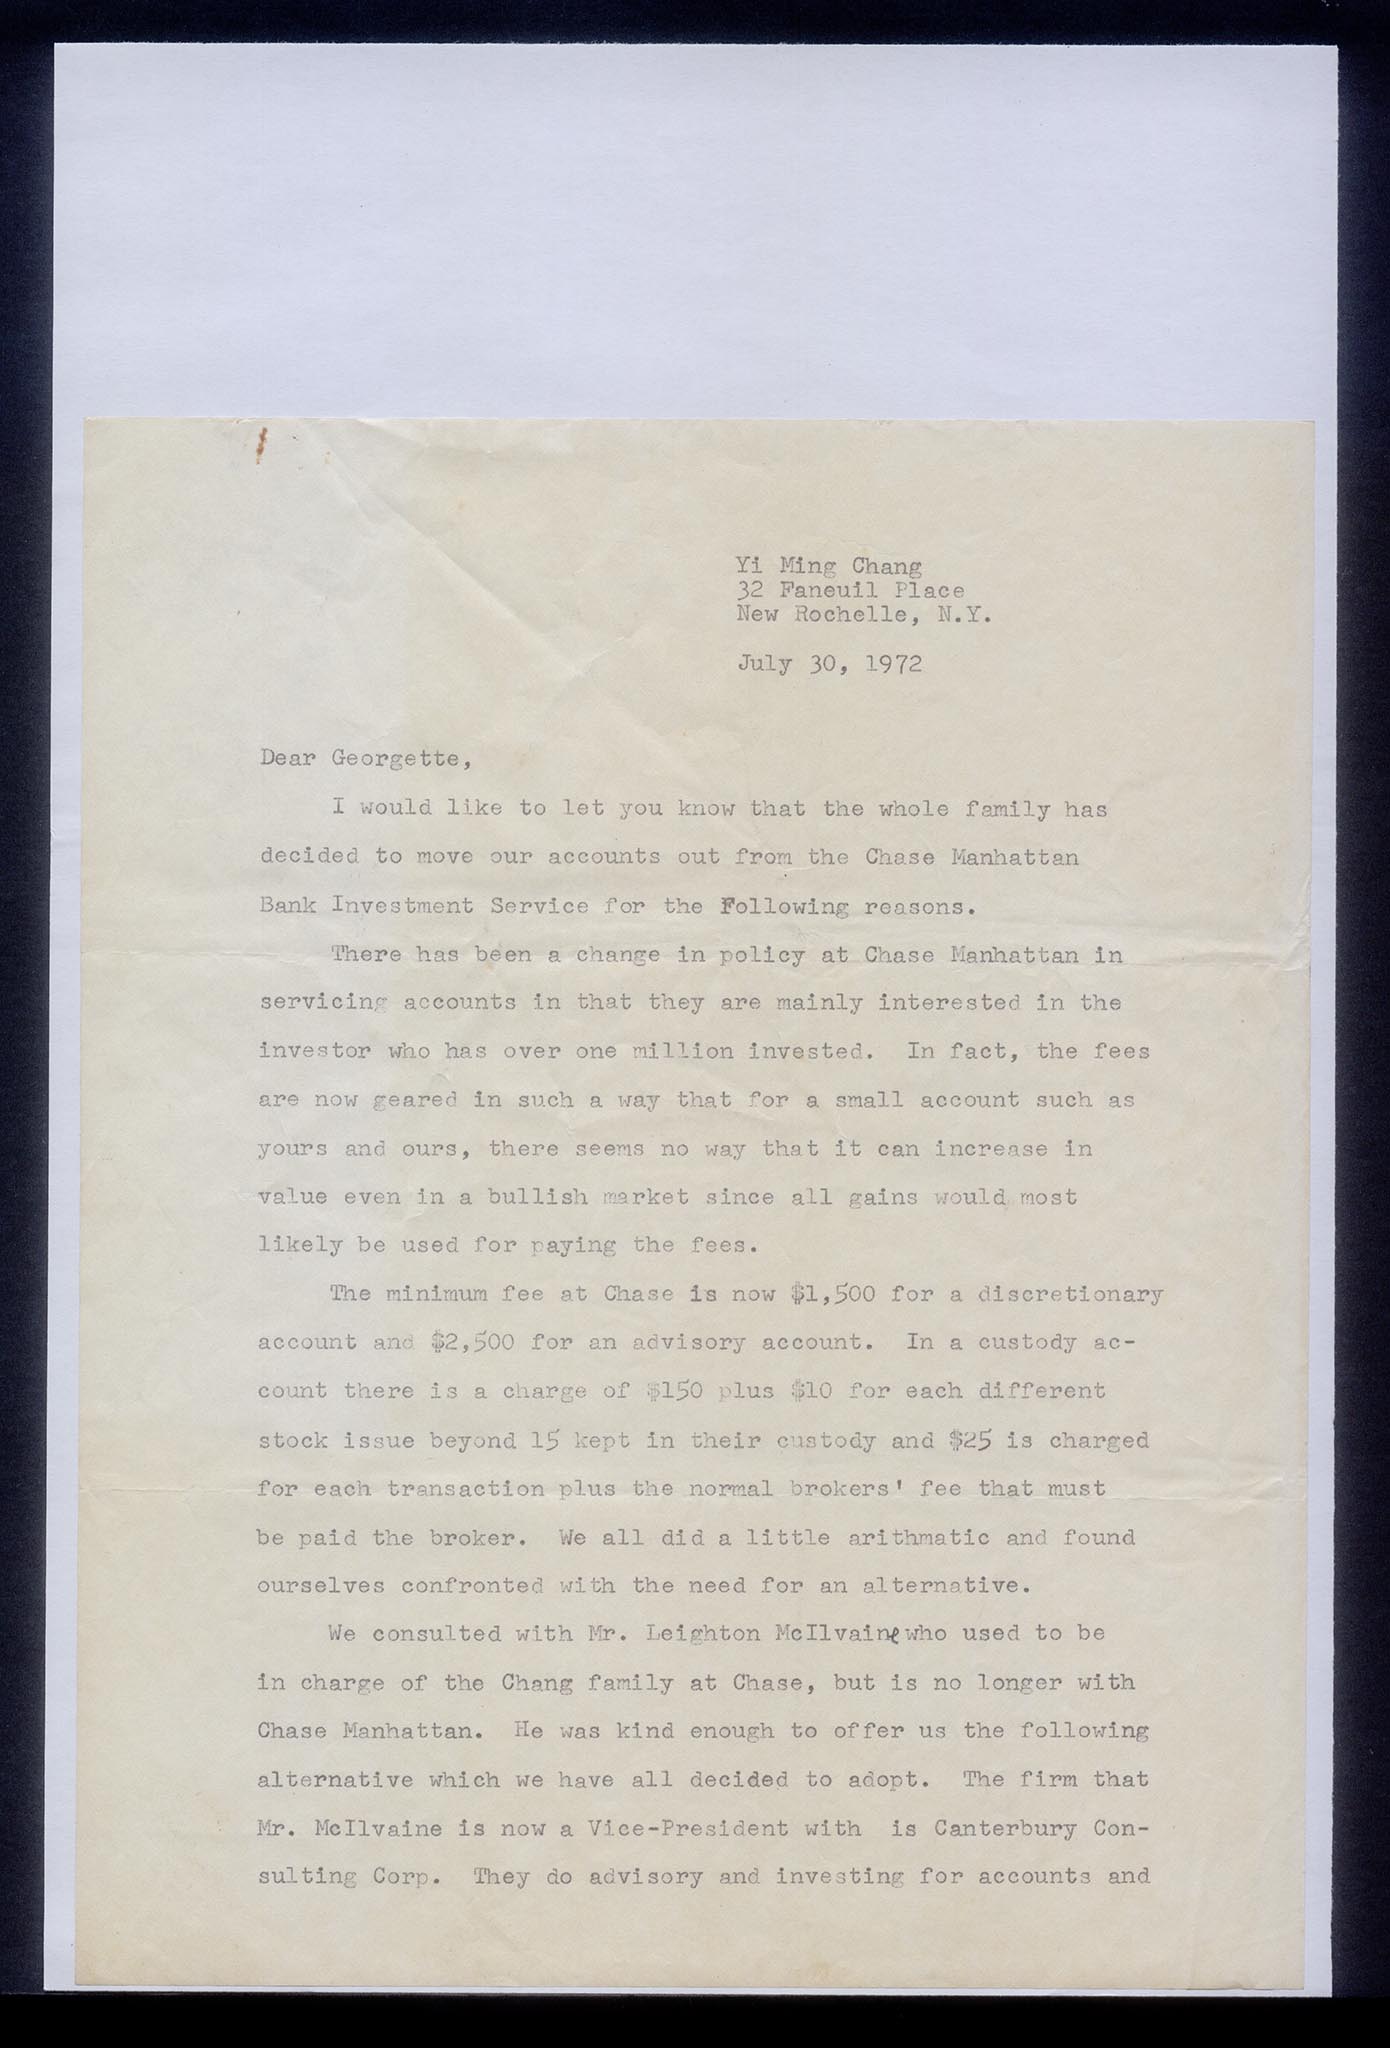 Yi Ming Chang
32 Faneuil Place
New Rochelle, N.Y.
July 30, 1972
Dear Georgette,
I would like to let you know that the whole family has
decided to move our accounts out from the Chase Manhattan
Bank Investment Service for the Following reasons.
There has been a change in policy at Chase Manhattan in
servicing accounts in that they are mainly interested in the
investor who has over one million invested. In fact, the fees
are now geared in such a way that for a small account such as
yours and ours, there seems no way that it can increase in
value even in a bullish market since all gains would most
likely be used for paying the fees.
The minimum fee at Chase is now $1,500 for a discretionary
account and $2,500 for an advisory account. In a custody ac-
count there is a charge of $150 plus $10 for each different
stock issue beyond 15 kept in their custody and $25 is charged
for each transaction plus the normal brokers' fee that must
be paid the broker. We all did a little arithmatic and found
ourselves confronted with the need for an alternative.
We consulted with Mr. Leighton McIlvaine who used to be
in charge of the Chang family at Chase, but is no longer with
Chase Manhattan. He was kind enough to offer us the following
alternative which we have all decided to adopt. The firm that
Mr. McIlvaine is now a Vice-President with is Canterbury Con-
sulting Corp. They do advisory and investing for accounts and